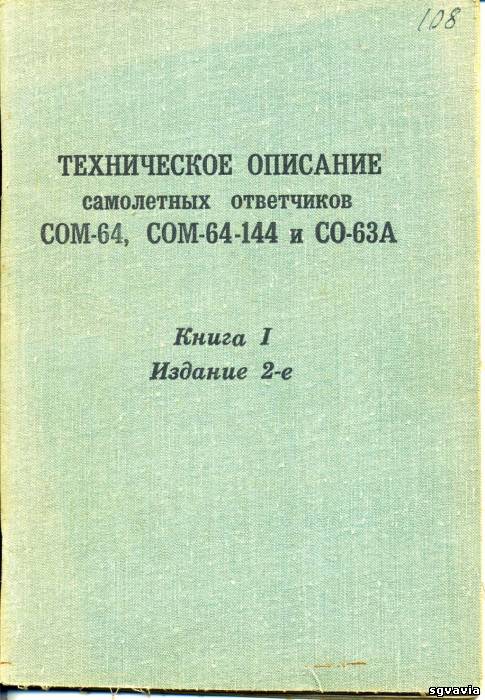 108
ТЕХНИЧЕСКОЕ ОПИСАНИЕ
самолетных ответчиков
СОМ-64, СОМ-64-144 и СО-63А
Книга I
Издание 2-е
sgvavia